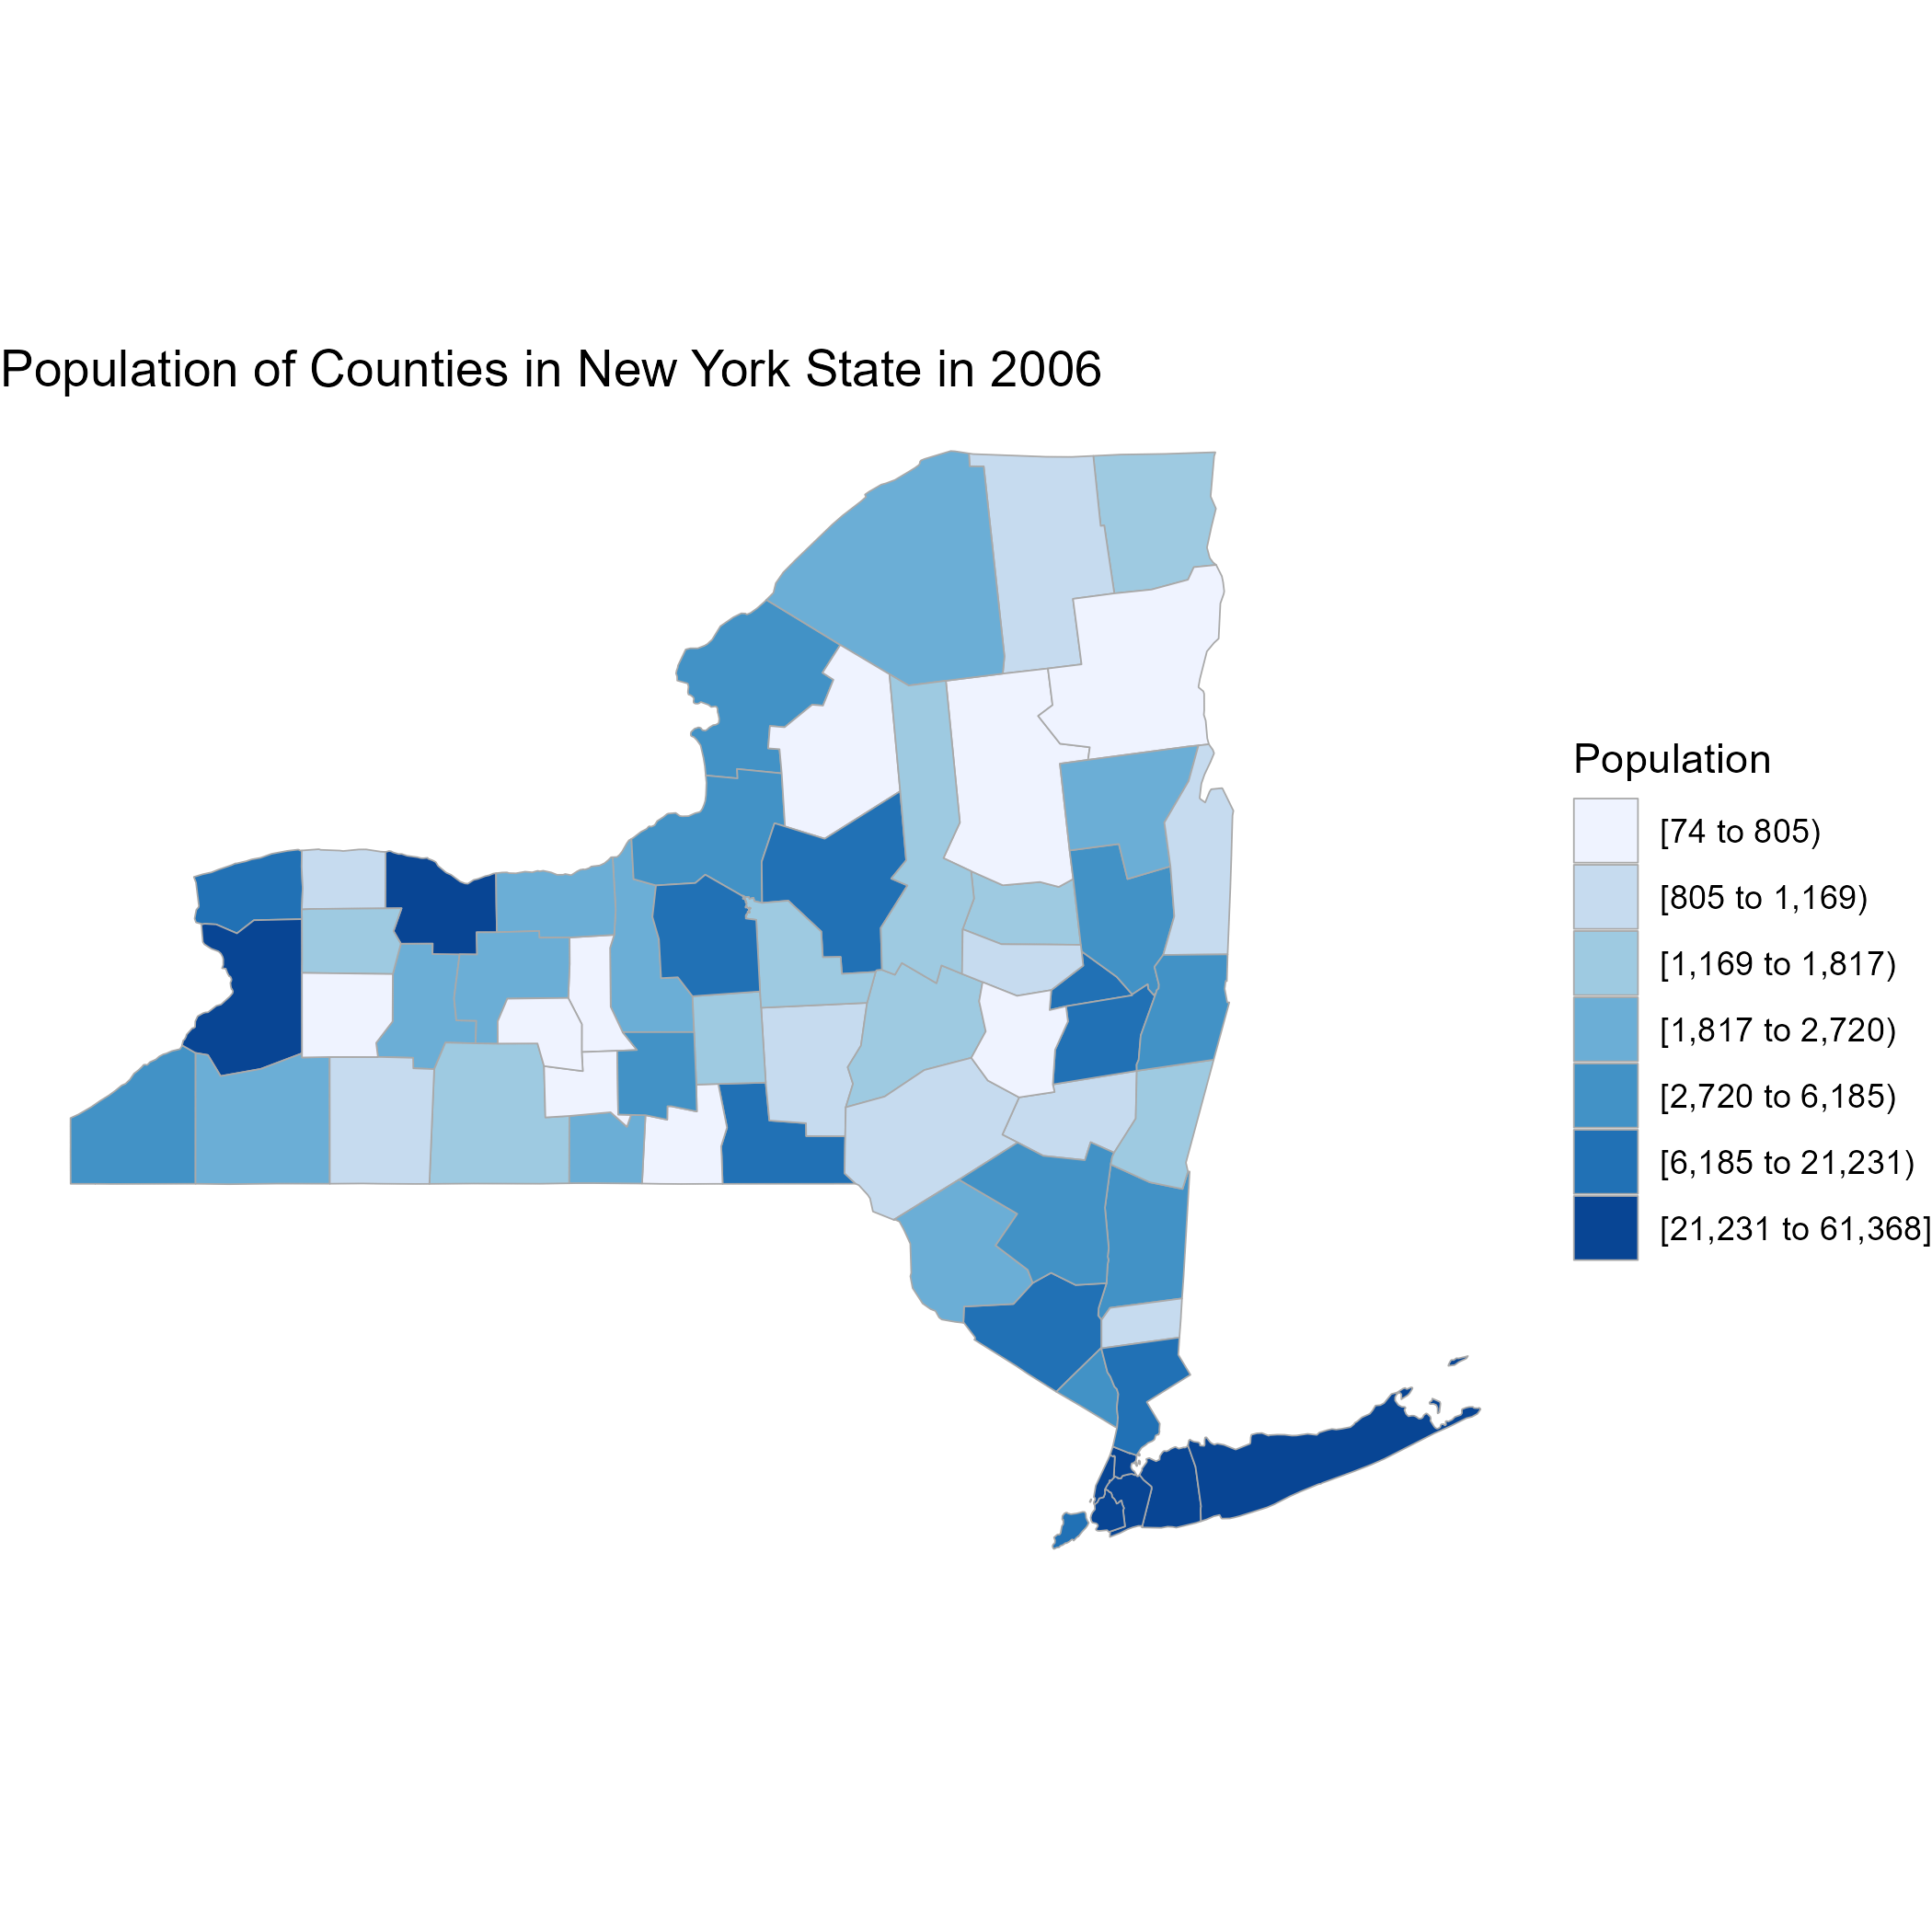 Population of Counties in New York State in 2006
Population
[74 to 805)
[805 to 1,169)
[1,169 to 1,817)
[1,817 to 2,720)
[2,720 to 6,185)
[6,185 to 21,231)
[21,231 to 61,368]